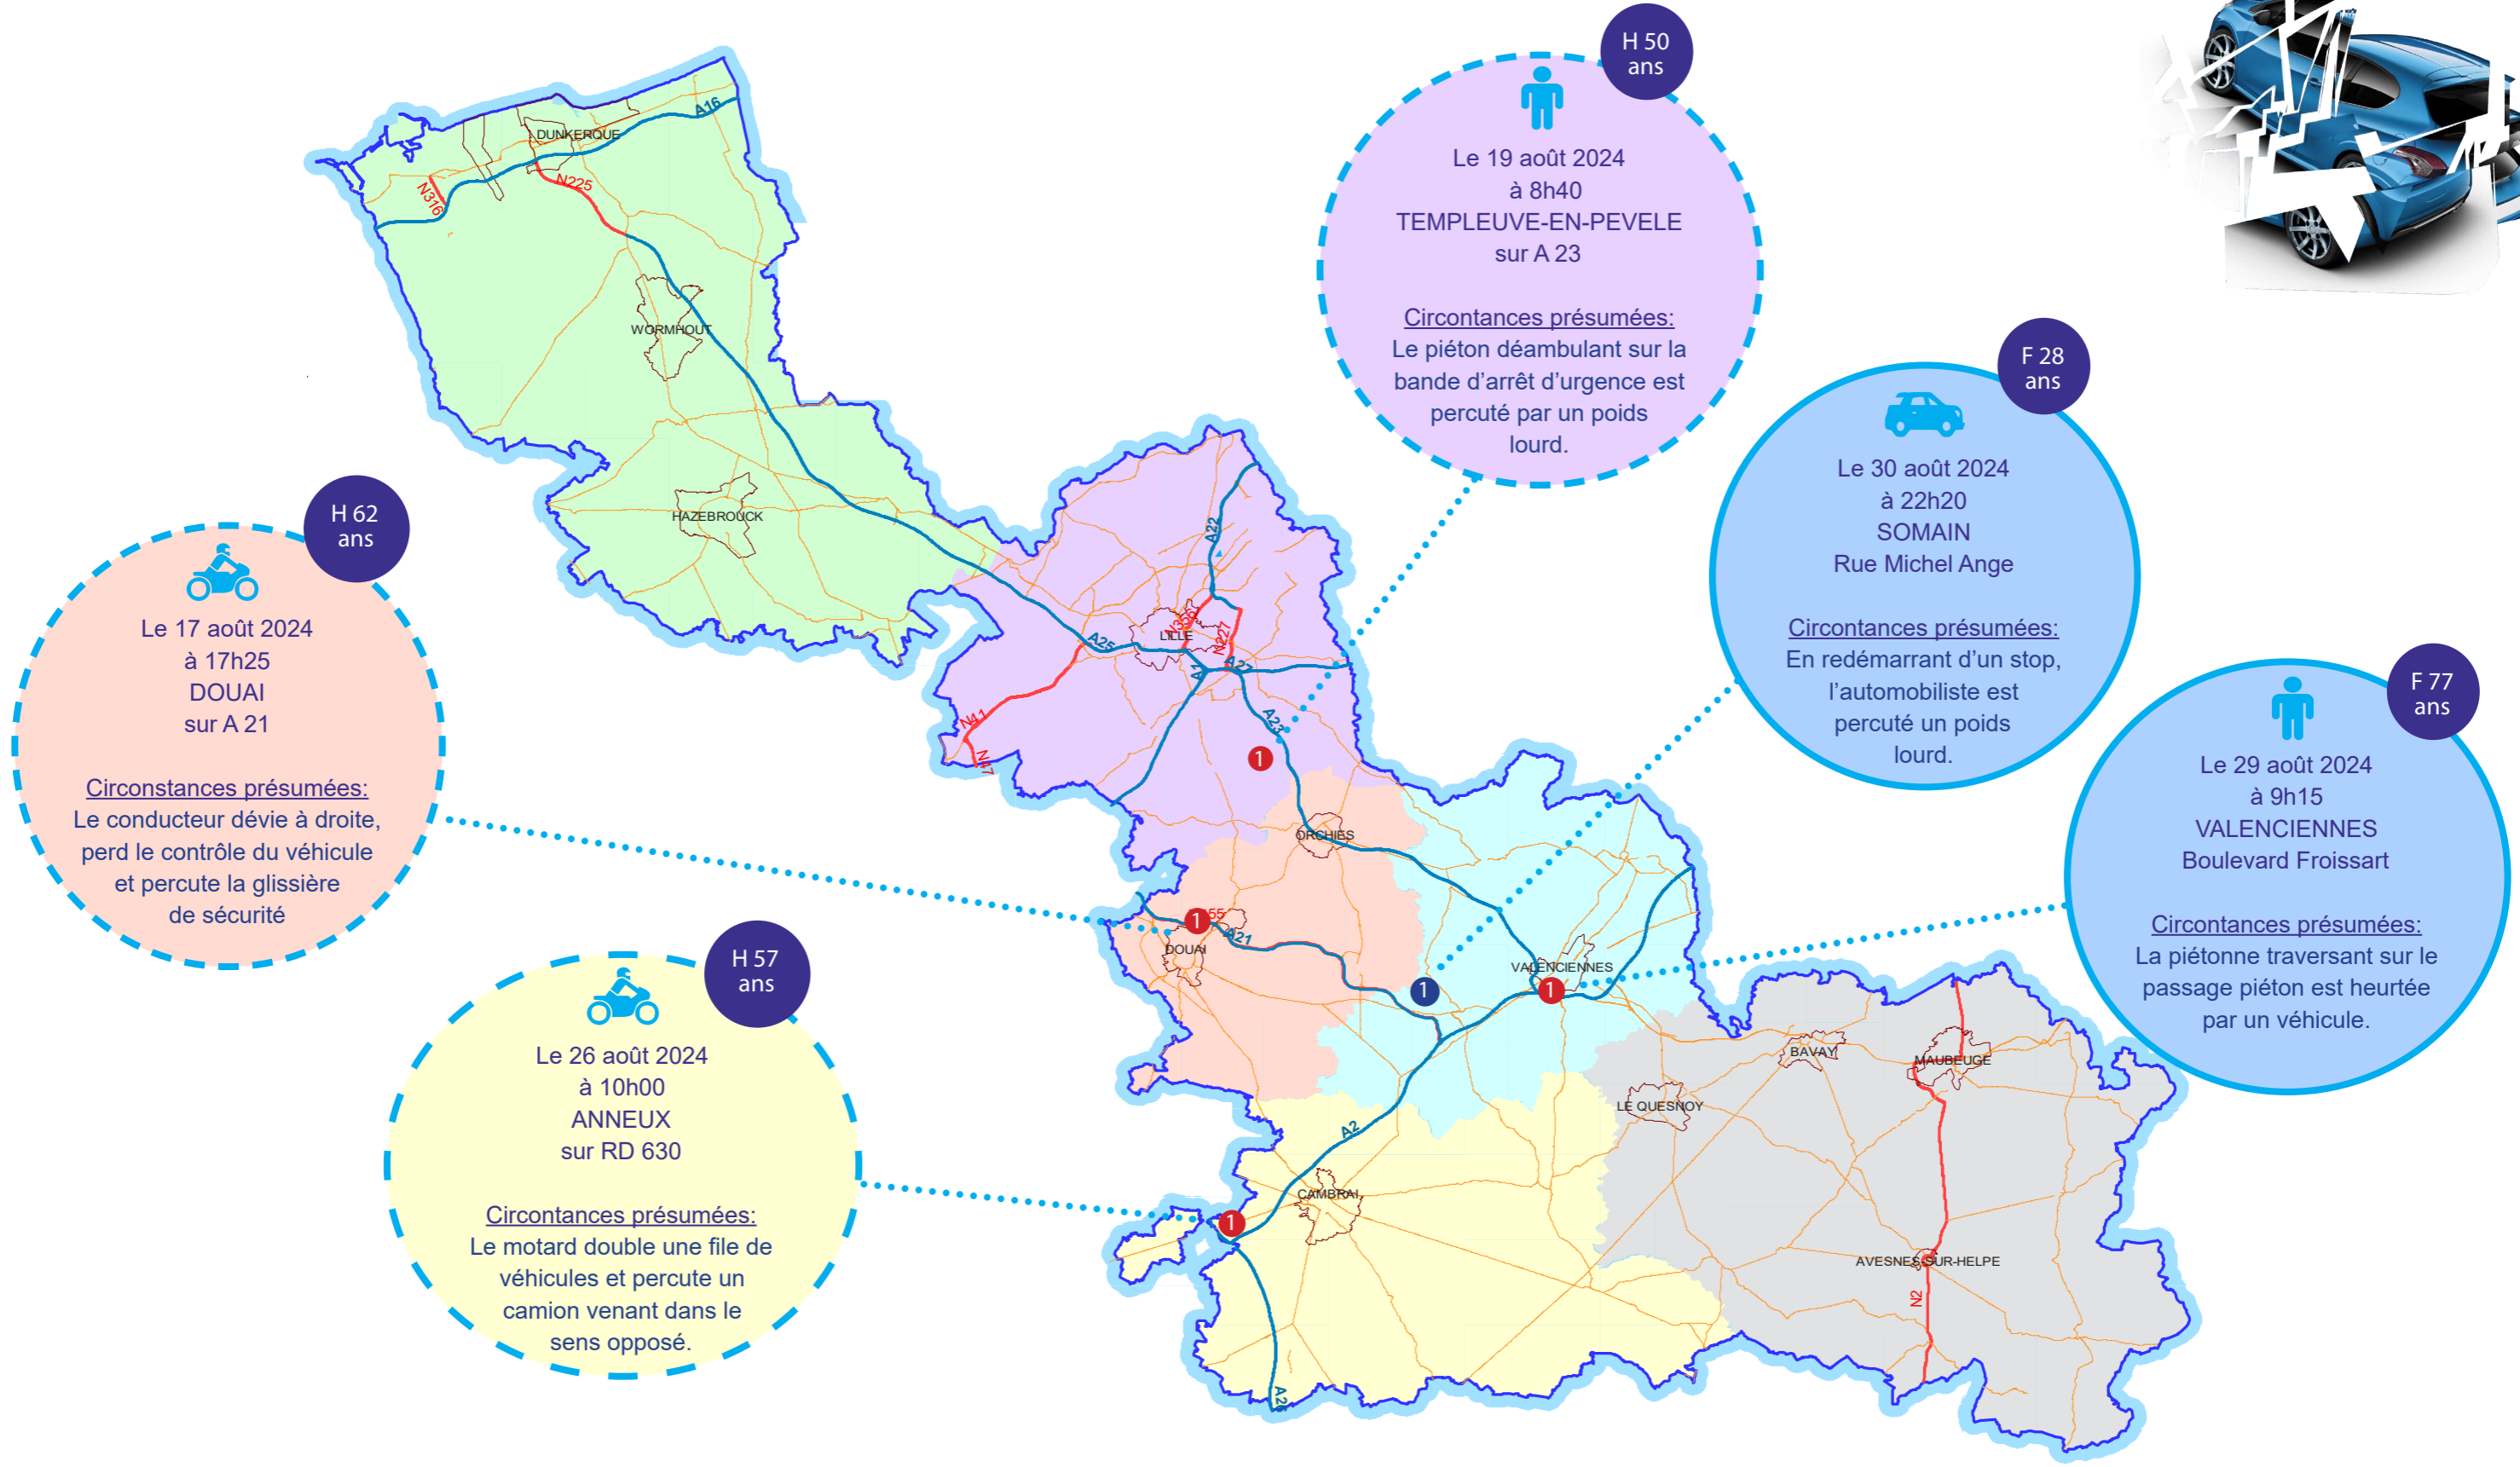 H 50
ans
Le 19 août 2024
à 8h40
TEMPLEUVE-EN-PEVELE
sur A 23
Circontances présumées:
Le piéton déambulant sur la
bande d’arrêt d’urgence est
percuté par un poids
lourd.
F 28
ans
Le 30 août 2024
à 22h20
SOMAIN
Rue Michel Ange
Circontances présumées:
En redémarrant d’un stop,
l’automobiliste est
percuté un poids
lourd.
F 77
ans
Le 29 août 2024
à 9h15
VALENCIENNES
Boulevard Froissart
Circontances présumées:
La piétonne traversant sur le
passage piéton est heurtée
par un véhicule.
H 62
ans
Le 17 août 2024
à 17h25
DOUAI
sur A 21
Circonstances présumées:
Le conducteur dévie à droite,
perd le contrôle du véhicule
et percute la glissière
de sécurité
H 57
ans
Le 26 août 2024
à 10h00
ANNEUX
sur RD 630
Circontances présumées:
Le motard double une file de
véhicules et percute un
camion venant dans le
sens opposé.
A16
DUNKERQUE
N316
N225
WORMHOUT
HAZEBROUCK
A22
LILLE
N227
A25
A27
A1
A23
N41
N47
1
ORCHIES
1
A21
DOUAI
VALENCIENNES
1
1
BAVAY
MAUBEUGE
LE QUESNOY
A2
CAMBRAI
1
AVESNES-SUR-HELPE
N2